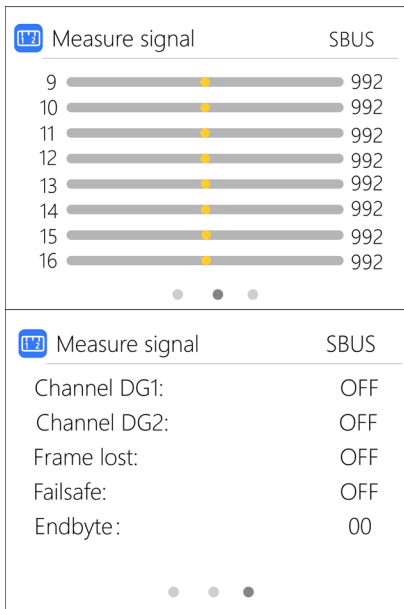 Measure signal SBUS
9 992
10 992
11 992
12 992
13 992
14 992
15 992
16 992
Measure signal SBUS
Channel DG1: OFF
Channel DG2: OFF
Frame lost: OFF
Failsafe: OFF
Endbyte: 00